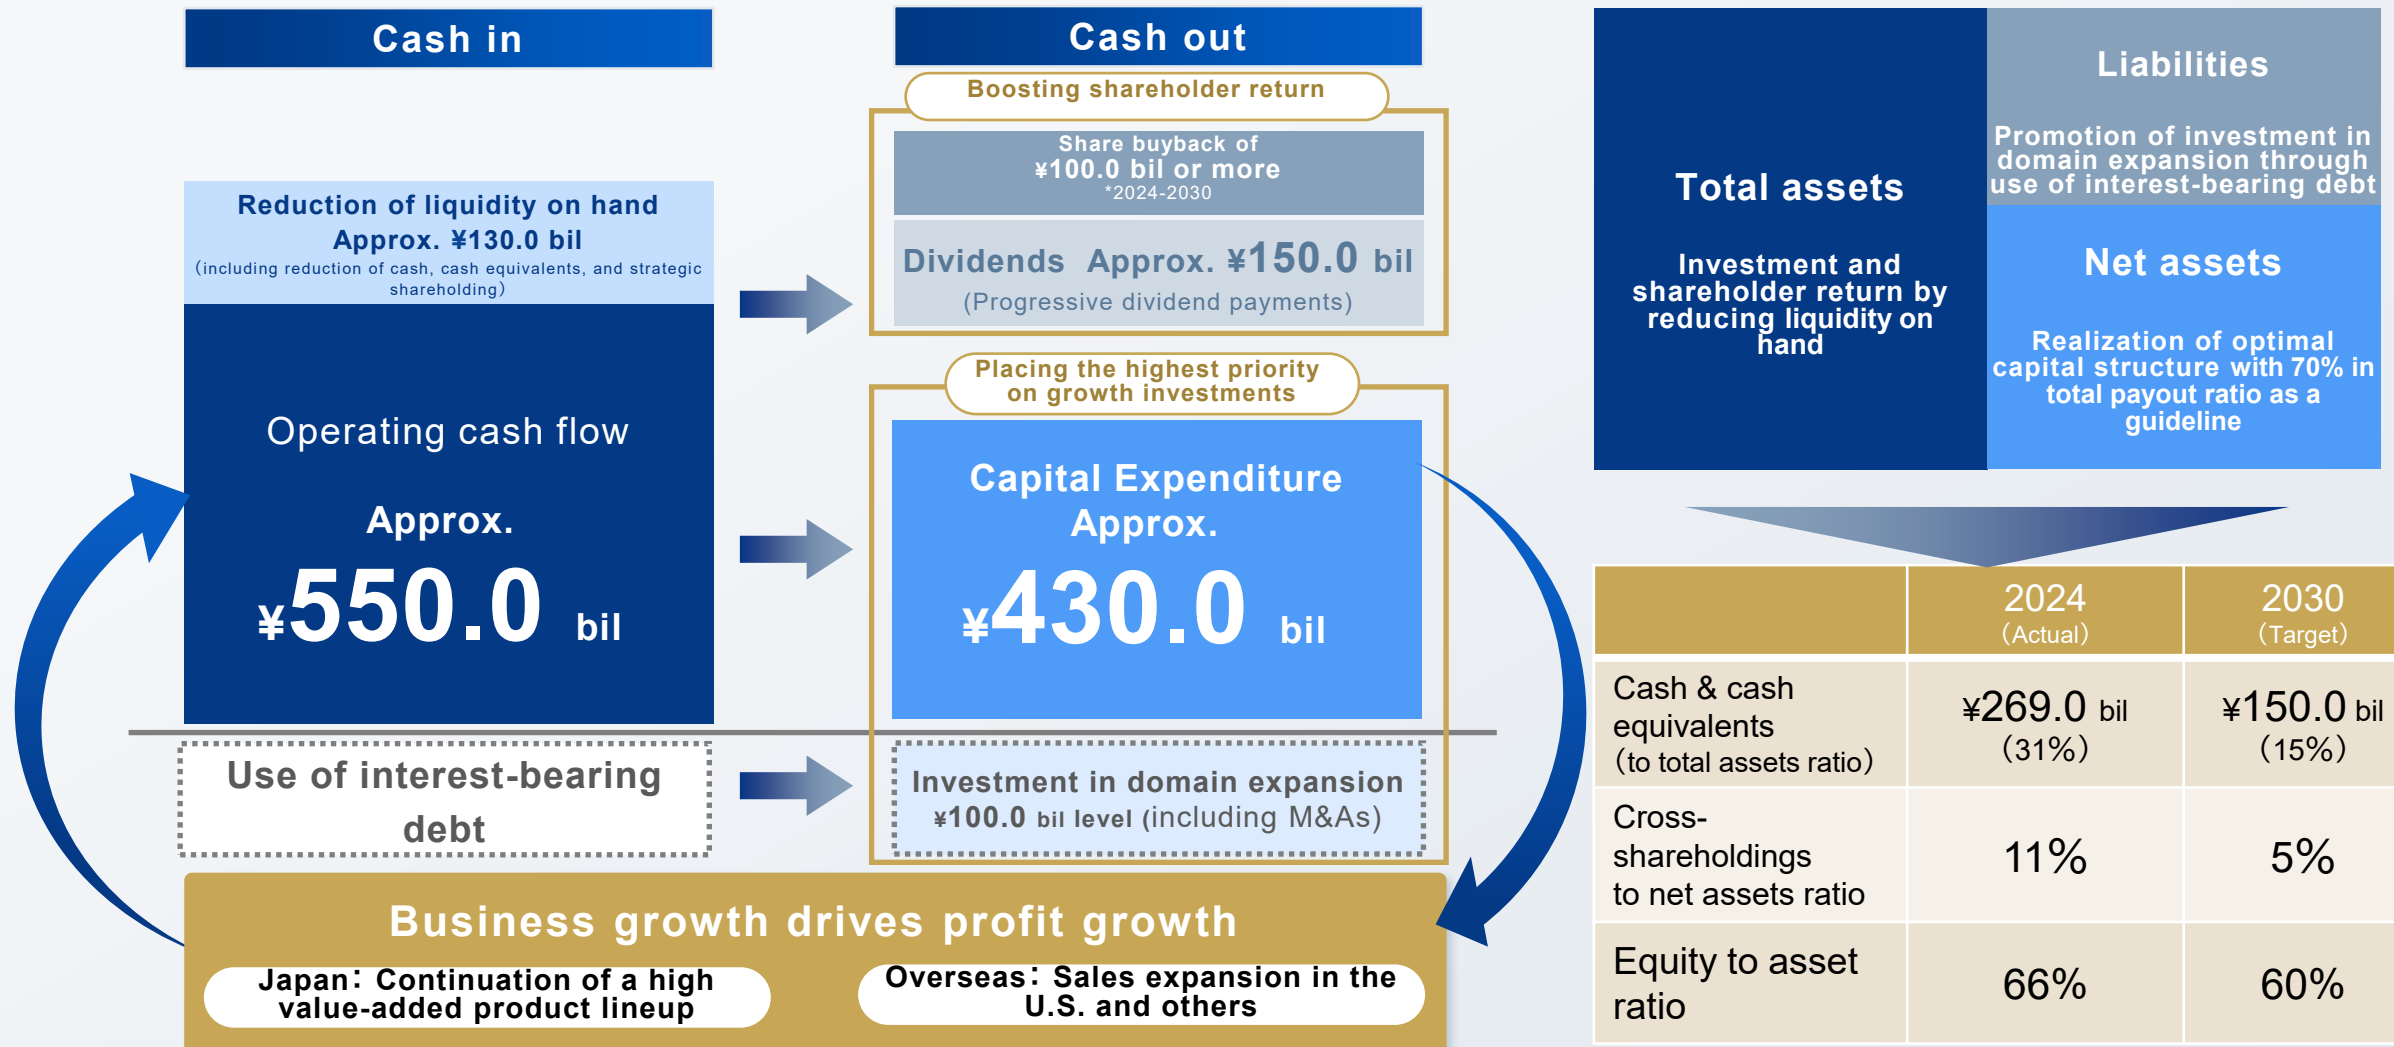 Cash in
Reduction of liquidity on hand
Approx. ¥130.0 bil
(including reduction of cash, cash equivalents, and strategic
shareholding)
Operating cash flow
Approx.
¥550.0 bil
Use of interest-bearing
debt
Cash out
Boosting shareholder return
Share buyback of
¥100.0 bil or more
*2024-2030
Dividends Approx. ¥150.0 bil
(Progressive dividend payments)
Placing the highest priority
on growth investments
Capital Expenditure
Approx.
¥430.0 bil
Investment in domain expansion
¥100.0 bil level (including M&As)
Business growth drives profit growth
Japan: Continuation of a high
value-added product lineup
Overseas: Sales expansion in the
U.S. and others
Total assets
Investment and
shareholder return by
reducing liquidity on
hand
Liabilities
Promotion of investment in
domain expansion through
use of interest-bearing debt
Net assets
Realization of optimal
capital structure with 70% in
total payout ratio as a
guideline
2024
(Actual)
2030
(Target)
Cash & cash
equivalents
(to total assets ratio)
¥269.0 bil
(31%)
¥150.0 bil
(15%)
Cross-
shareholdings
to net assets ratio
11%
5%
Equity to asset
ratio
66%
60%